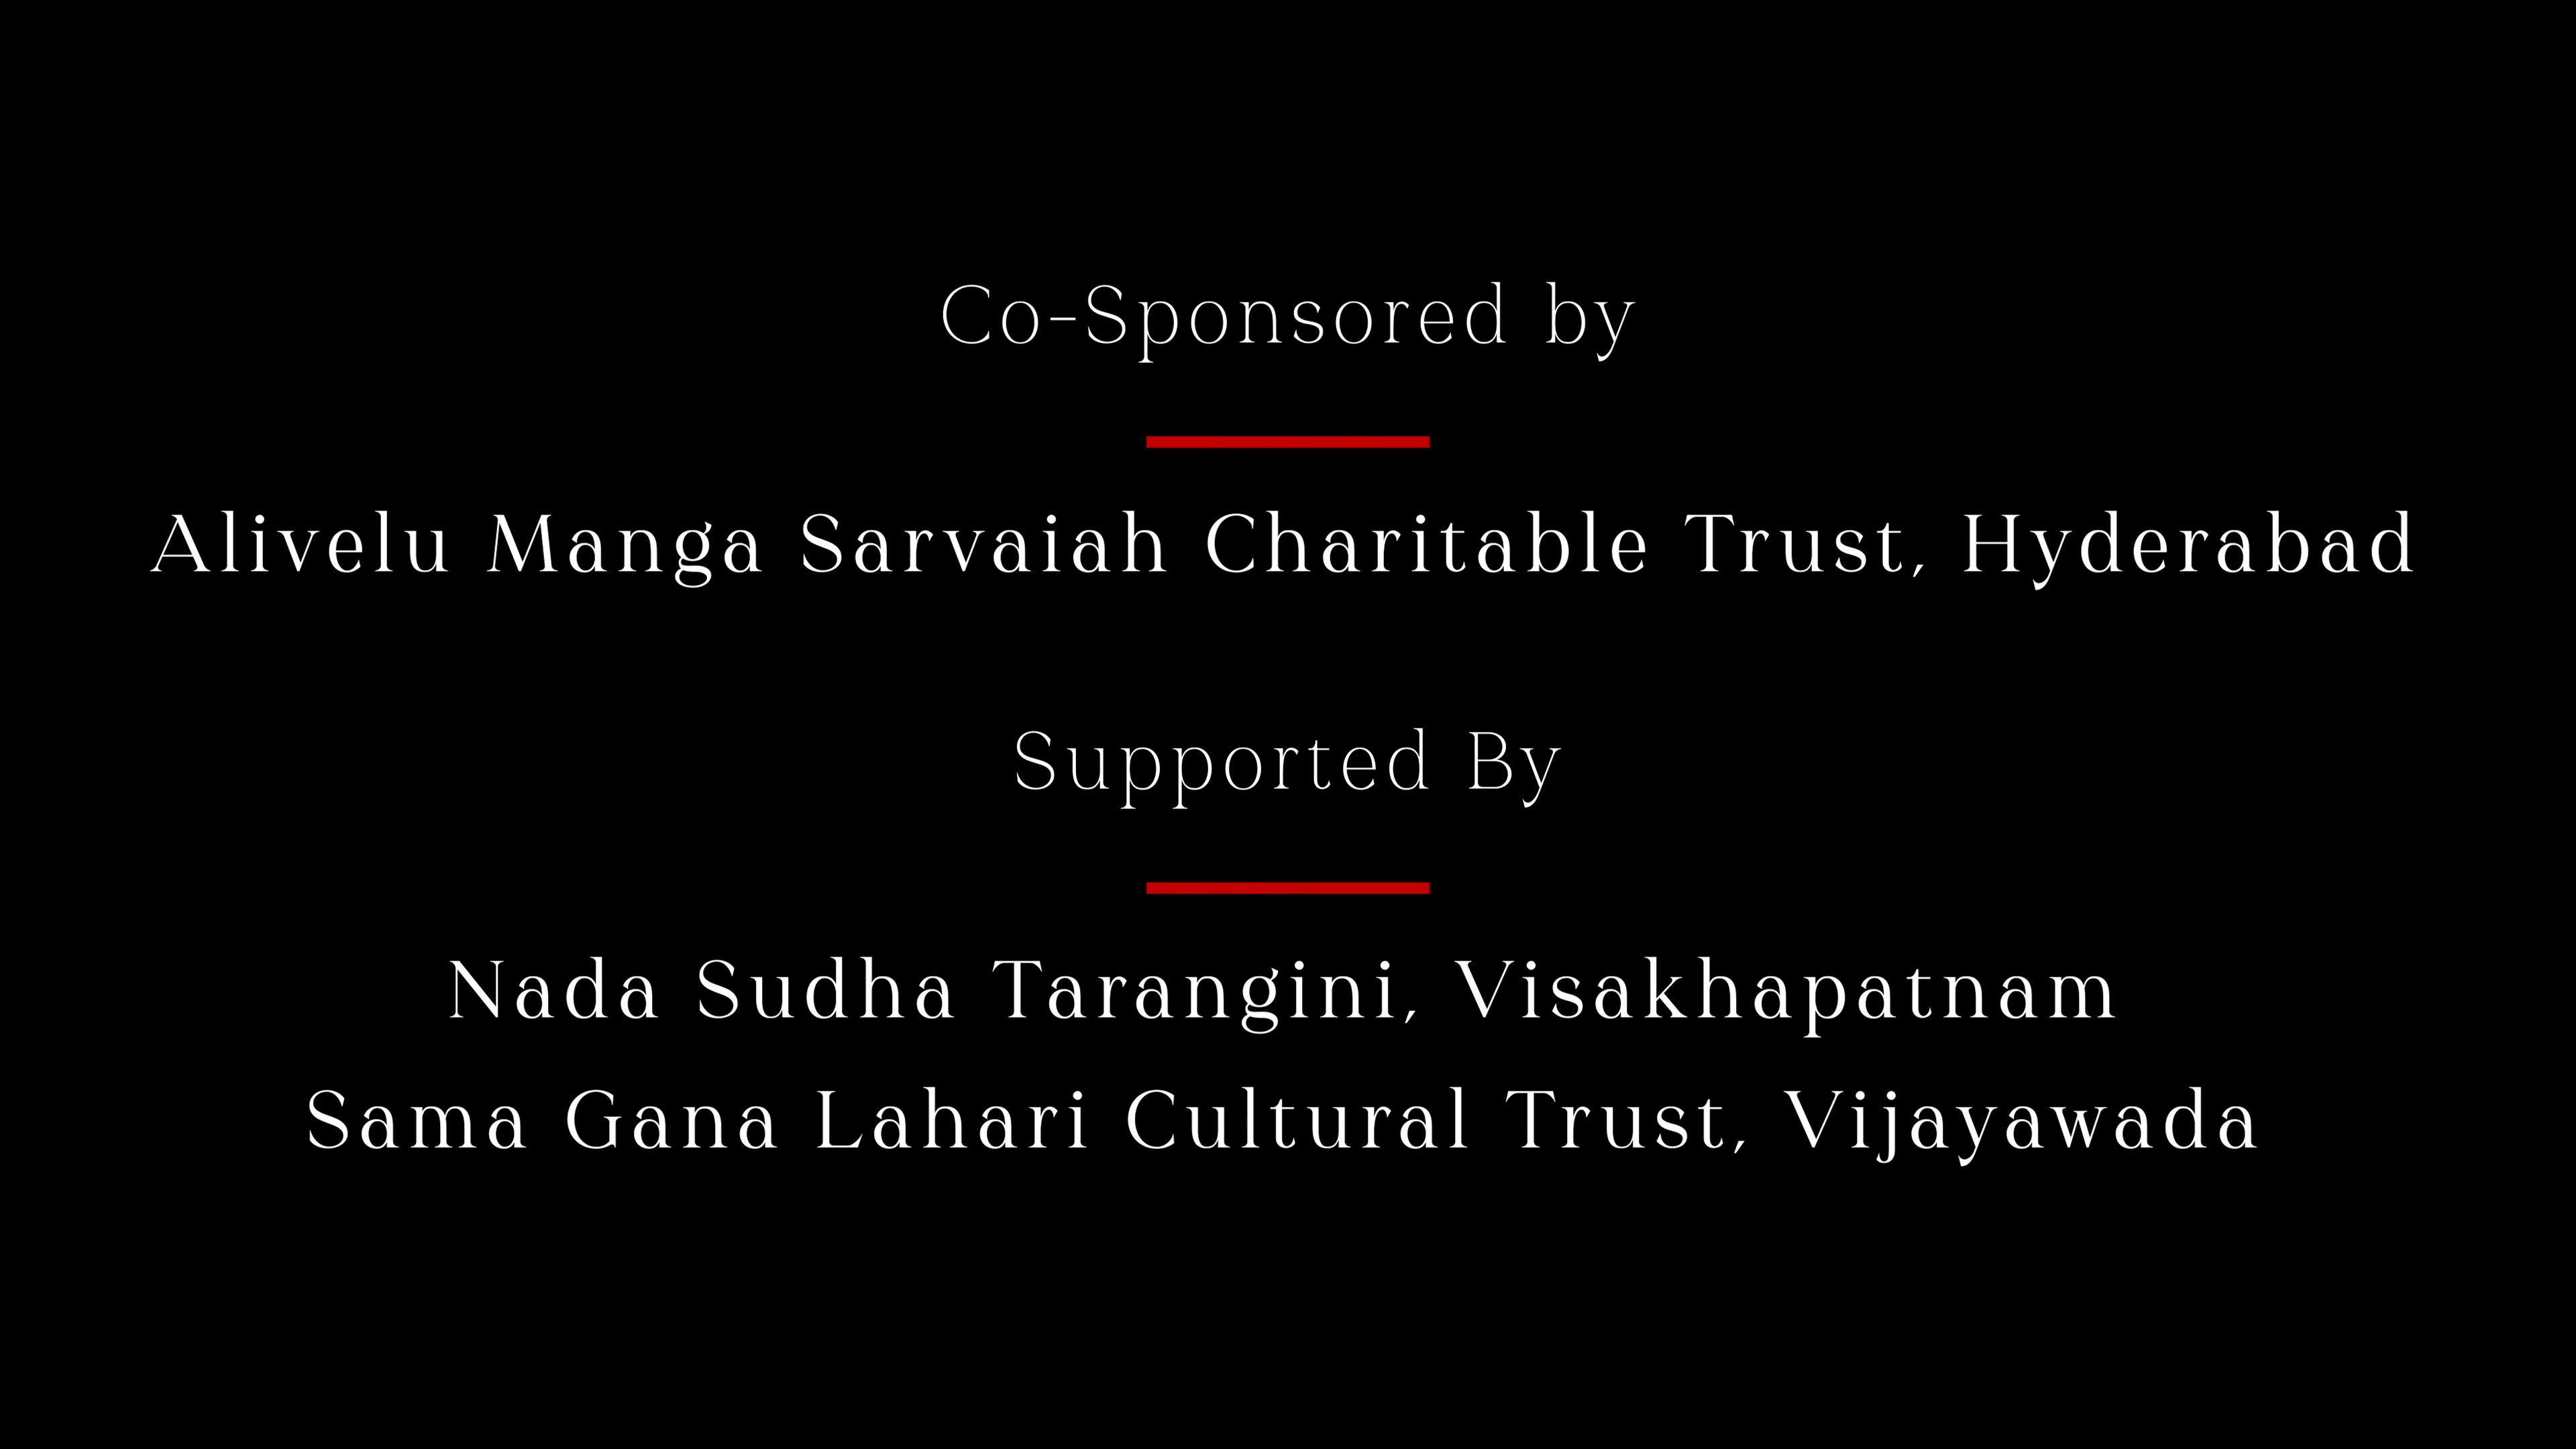 Co-Sponsored by
Alivelu Manga Sarvaiah Charitable Trust, Hyderabad
Supported By
Nada Sudha Tarangini, Visakhapatnam
Sama Gana Lahari Cultural Trust, Vijayawada